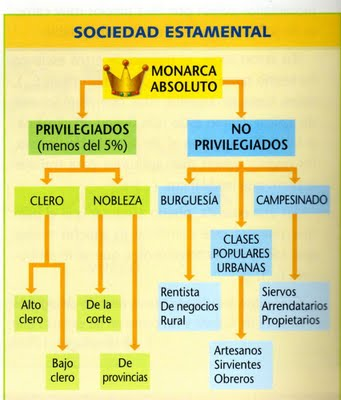 SOCIEDAD ESTAMENTAL
MONARCA
ABSOLUTO
PRIVILEGIADOS
(menos del 5%)
NO
PRIVILEGIADOS
CLERO
NOBLEZA
BURGUESÍA
CAMPESINADO
CLASES
POPULARES
URBANAS
Alto
clero
De la
corte
Rentista
De negocios
Rural
Siervos
Arrendatarios
Propietarios
Bajo
clero
De
provincias
Artesanos
Sirvientes
Obreros